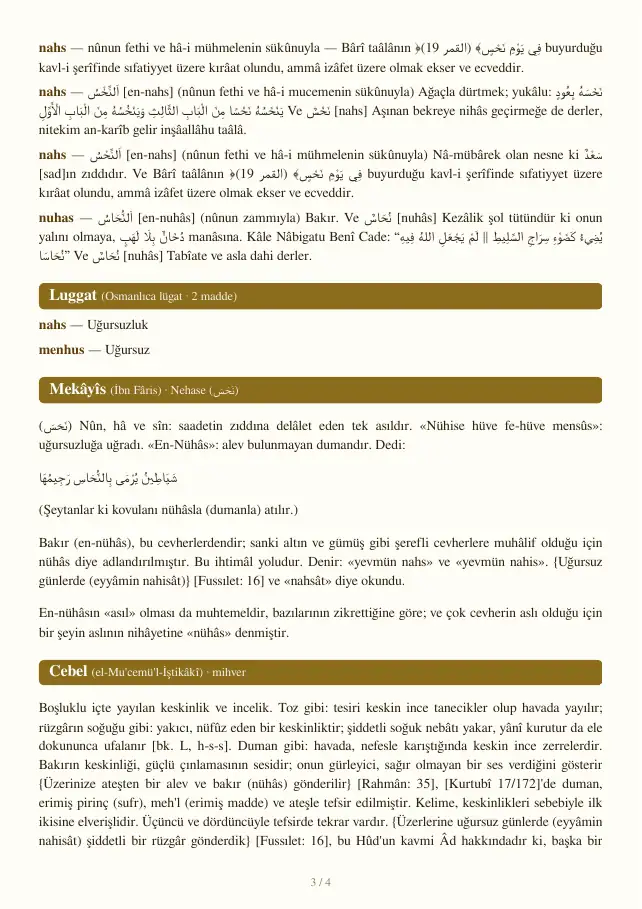 nahs — nûnun fethi ve hâ-i mühmelenin sükûnuyla — Bârî taâlânın ﴿فِي يَوْمِ نَحْسٍ﴾ (القمر 19) buyurduğu
kavl-i şerîfinde sıfatiyyet üzere kırâat olundu, ammâ izâfet üzere olmak ekser ve ecveddir.
nahs — اَلنَّخْسُ [en-nahs] (nûnun fethi ve hâ-i mucemenin sükûnuyla) Ağaçla dürtmek; yukâlu: نَخَسَهُ بِعُودٍ
يَنْخَسُهُ نَخْسًا مِنَ الْبَابِ الثَّالِثِ وَيَنْخُسُهُ مِنَ الْبَابِ الْأَوَّلِ Ve نَخْسٌ [nahs] Aşınan bekreye nihâs geçirmeğe de derler,
nitekim an-karîb gelir inşâallâhu taâlâ.
nahs — اَلنَّحْسُ [en-nahs] (nûnun fethi ve hâ-i mühmelenin sükûnuyla) Nâ-mübârek olan nesne ki سَعْدٌ
[sad]ın zıddıdır. Ve Bârî taâlânın ﴿فِي يَوْمِ نَحْسٍ﴾ (القمر 19) buyurduğu kavl-i şerîfinde sıfatiyyet üzere
kırâat olundu, ammâ izâfet üzere olmak ekser ve ecveddir.
nuhas — اَلنُّحَاسُ [en-nuhâs] (nûnun zammıyla) Bakır. Ve نُحَاسٌ [nuhâs] Kezâlik şol tütündür ki onun
yalını olmaya, دُخَانٌ بِلَا لَهَبٍ manâsına. Kâle Nâbigatu Benî Cade: “يُضِيءُ كَضَوْءِ سِرَاجِ السَّلِيطِ || لَمْ يَجْعَلِ اللهُ فِيهِ
نُحَاسًا” Ve نُحَاسٌ [nuhâs] Tabîate ve asla dahi derler.
Luggat (Osmanlıca lügat · 2 madde)
nahs — Uğursuzluk
menhus — Uğursuz
Mekâyîs (İbn Fâris) · Nehase (نَحَسَ)
(نَحَسَ) Nûn, hâ ve sîn: saadetin zıddına delâlet eden tek asıldır. «Nühise hüve fe-hüve mensûs»:
uğursuzluğa uğradı. «En-Nühâs»: alev bulunmayan dumandır. Dedi:
شَيَاطِينُ يُرْمَى بِالنُّحَاسِ رَجِيمُهَا
(Şeytanlar ki kovulanı nühâsla (dumanla) atılır.)
Bakır (en-nühâs), bu cevherlerdendir; sanki altın ve gümüş gibi şerefli cevherlere muhâlif olduğu için
nühâs diye adlandırılmıştır. Bu ihtimâl yoludur. Denir: «yevmün nahs» ve «yevmün nahis». {Uğursuz
günlerde (eyyâmin nahisât)} [Fussılet: 16] ve «nahsât» diye okundu.
En-nühâsın «asıl» olması da muhtemeldir, bazılarının zikrettiğine göre; ve çok cevherin aslı olduğu için
bir şeyin aslının nihâyetine «nühâs» denmiştir.
Cebel (el-Mu'cemü'l-İştikâkî) · mihver
Boşluklu içte yayılan keskinlik ve incelik. Toz gibi: tesiri keskin ince tanecikler olup havada yayılır;
rüzgârın soğuğu gibi: yakıcı, nüfûz eden bir keskinliktir; şiddetli soğuk nebâtı yakar, yânî kurutur da ele
dokununca ufalanır [bk. L, h-s-s]. Duman gibi: havada, nefesle karıştığında keskin ince zerrelerdir.
Bakırın keskinliği, güçlü çınlamasının sesidir; onun gürleyici, sağır olmayan bir ses verdiğini gösterir
{Üzerinize ateşten bir alev ve bakır (nühâs) gönderilir} [Rahmân: 35], [Kurtubî 17/172]'de duman,
erimiş pirinç (sufr), meh'l (erimiş madde) ve ateşle tefsir edilmiştir. Kelime, keskinlikleri sebebiyle ilk
ikisine elverişlidir. Üçüncü ve dördüncüyle tefsirde tekrar vardır. {Üzerlerine uğursuz günlerde (eyyâmin
nahisât) şiddetli bir rüzgâr gönderdik} [Fussılet: 16], bu Hûd'un kavmi Âd hakkındadır ki, başka bir
3 / 4